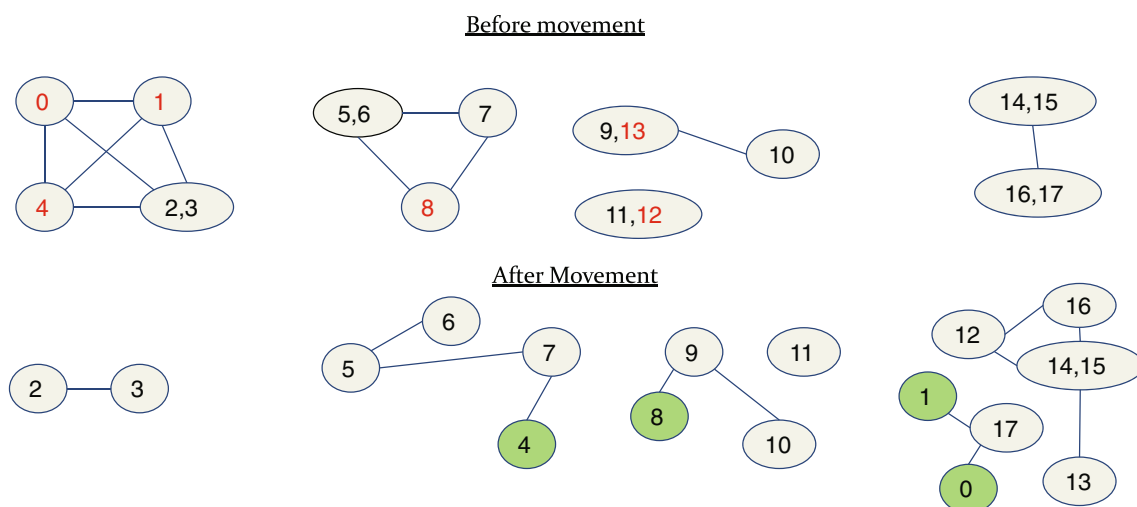 Before movement
0 1 5,6 7 9,13 10 14,15
4 2,3 8 11,12 16,17
After Movement
6 16
12
5 7 9 11 14,15
2 3 1
8 17
4 10
0 13